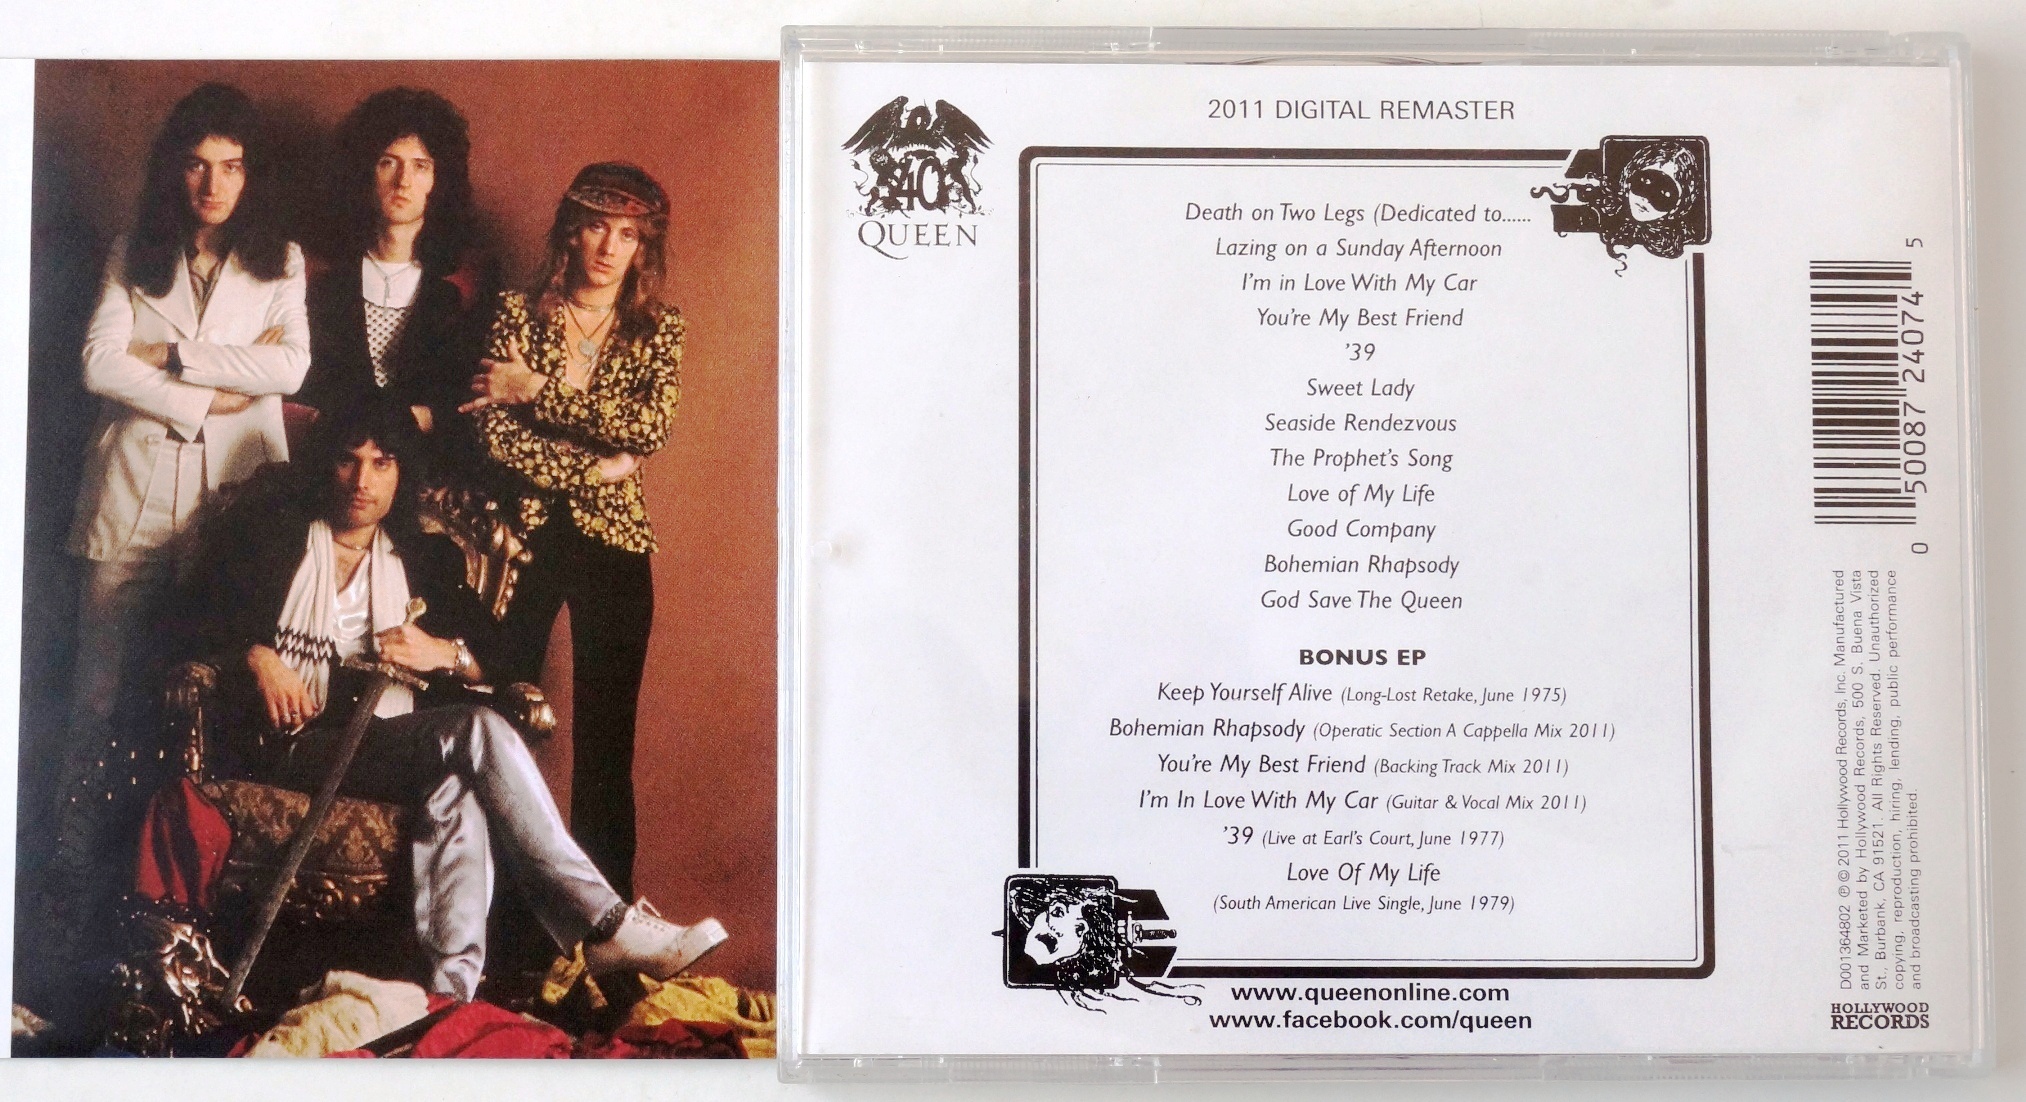 40
QUEEN
2011 DIGITAL REMASTER
Death on Two Legs (Dedicated to......
Lazing on a Sunday Afternoon
I'm in Love With My Car
You're My Best Friend
'39
Sweet Lady
Seaside Rendezvous
The Prophet's Song
Love of My Life
Good Company
Bohemian Rhapsody
God Save The Queen
BONUS EP
Keep Yourself Alive (Long-Lost Retake, June 1975)
Bohemian Rhapsody (Operatic Section A Cappella Mix 2011)
You're My Best Friend (Backing Track Mix 2011)
I'm In Love With My Car (Guitar & Vocal Mix 2011)
'39 (Live at Earl's Court, June 1977)
Love Of My Life
(South American Live Single, June 1979)
www.queenonline.com
www.facebook.com/queen
0 50087 24074 5
D001364802 ℗ © 2011 Hollywood Records, Inc. Manufactured
and Marketed by Hollywood Records, 500 S. Buena Vista
St., Burbank, CA 91521. All Rights Reserved. Unauthorized
copying, reproduction, hiring, lending, public performance
and broadcasting prohibited.
HOLLYWOOD
RECORDS